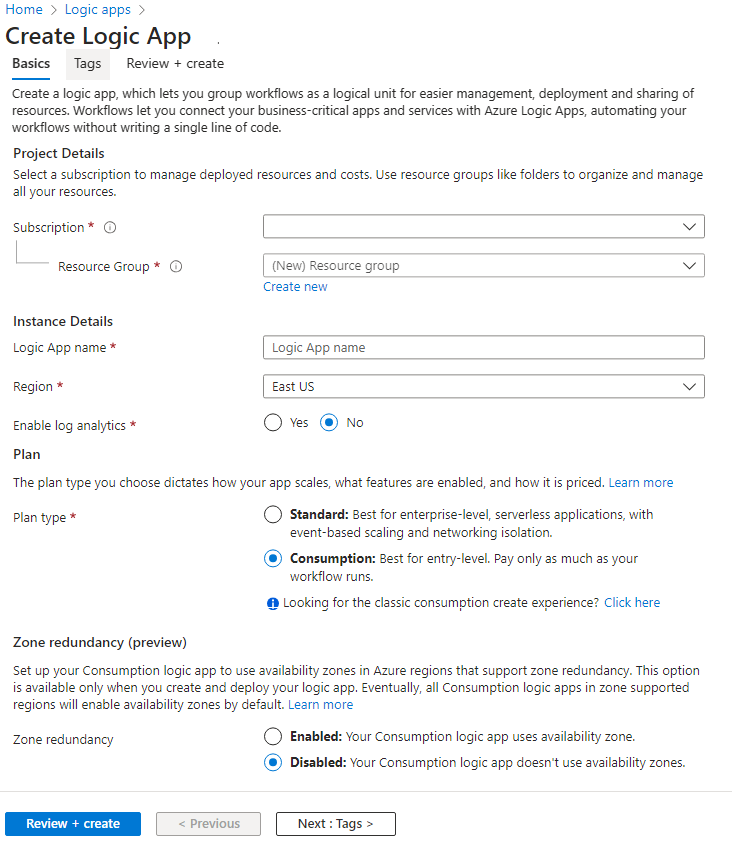 Home > Logic apps >
Create Logic App
Basics Tags Review + create
Create a logic app, which lets you group workflows as a logical unit for easier management, deployment and sharing of
resources. Workflows let you connect your business-critical apps and services with Azure Logic Apps, automating your
workflows without writing a single line of code.
Project Details
Select a subscription to manage deployed resources and costs. Use resource groups like folders to organize and manage
all your resources.
Subscription *
Resource Group * (New) Resource group
Create new
Instance Details
Logic App name * Logic App name
Region * East US
Enable log analytics * Yes No
Plan
The plan type you choose dictates how your app scales, what features are enabled, and how it is priced. Learn more
Plan type * Standard: Best for enterprise-level, serverless applications, with
event-based scaling and networking isolation.
Consumption: Best for entry-level. Pay only as much as your
workflow runs.
Looking for the classic consumption create experience? Click here
Zone redundancy (preview)
Set up your Consumption logic app to use availability zones in Azure regions that support zone redundancy. This option
is available only when you create and deploy your logic app. Eventually, all Consumption logic apps in zone supported
regions will enable availability zones by default. Learn more
Zone redundancy Enabled: Your Consumption logic app uses availability zone.
Disabled: Your Consumption logic app doesn't use availability zones.
Review + create < Previous Next : Tags >